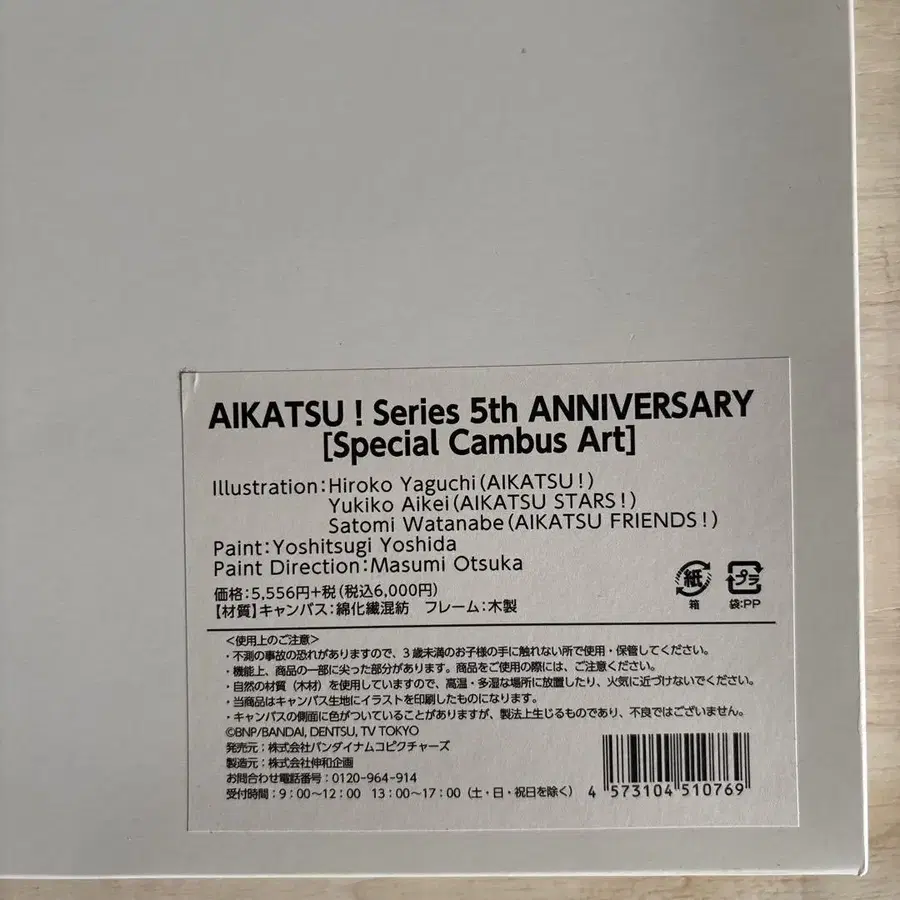 AIKATSU ! Series 5th ANNIVERSARY
[Special Cambus Art]
Illustration:Hiroko Yaguchi(AIKATSU!)
Yukiko Aikei(AIKATSU STARS!)
Satomi Watanabe(AIKATSU FRIENDS!)
Paint:Yoshitsugi Yoshida
Paint Direction:Masumi Otsuka
価格:5,556円+税(税込6,000円)
【材質】キャンバス:綿化繊混紡 フレーム:木製
紙
箱
プラ
袋:PP
<使用上のご注意>
・不測の事故の恐れがありますので、3歳未満のお子様の手に触れない所で使用・保管してください。
・機能上、商品の一部に尖った部分があります。商品をご使用の際には、ご注意ください。
・自然の材質(木材)を使用していますので、高温・多湿な場所に放置したり、火気に近づけないでください。
・当商品はキャンバス生地にイラストを印刷したものになります。
・キャンバスの側面に色がついていることがありますが、製法上生じるものであり、不良ではございません。
©BNP/BANDAI, DENTSU, TV TOKYO
発売元:株式会社バンダイナムコピクチャーズ
製造元:株式会社伸和企画
お問合わせ電話番号:0120-964-914
受付時間:9:00〜12:00 13:00〜17:00(土・日・祝日を除く)
4 573104 510769